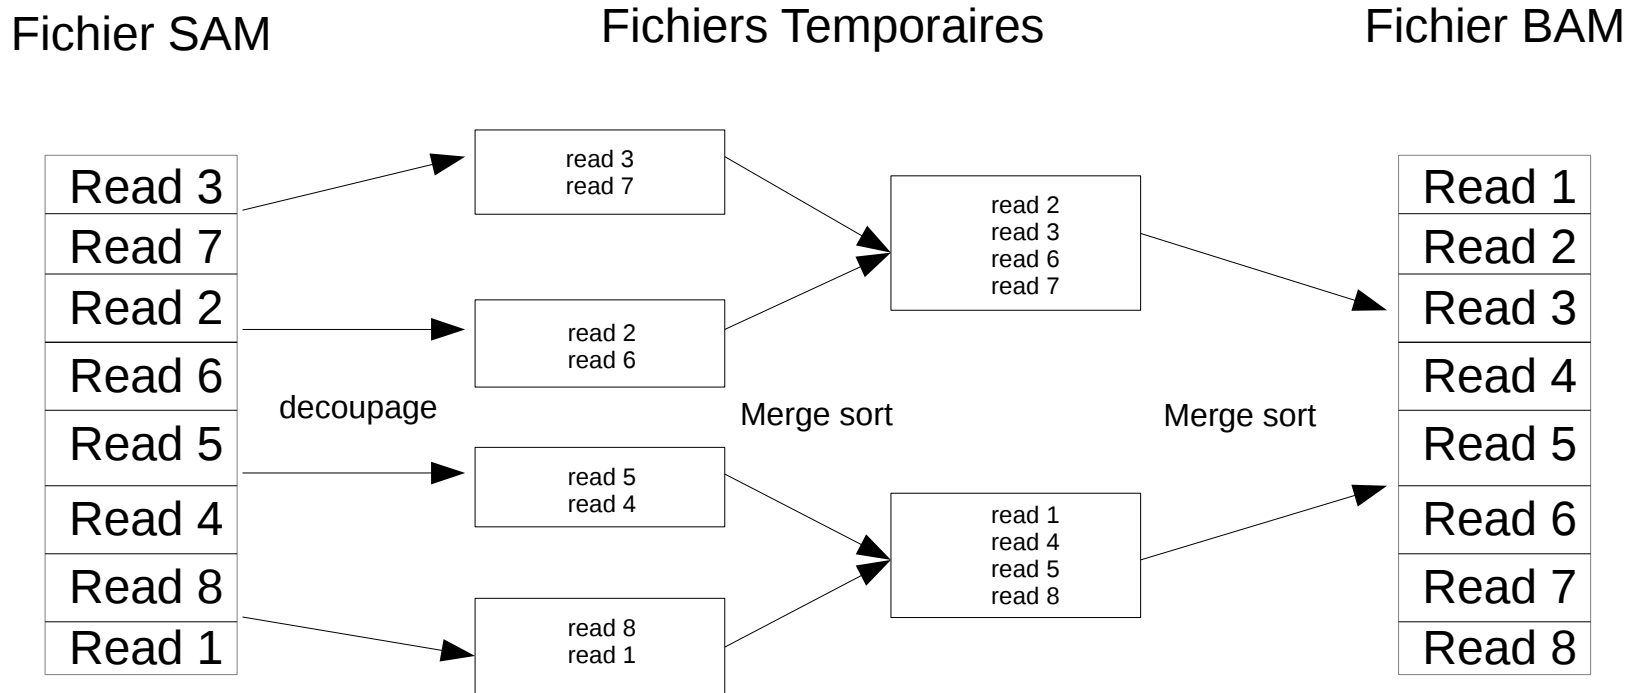 Fichier SAM
Fichiers Temporaires
Fichier BAM
Read 3
Read 7
Read 2
Read 6
Read 5
Read 4
Read 8
Read 1
decoupage
read 3
read 7
read 2
read 6
read 5
read 4
read 8
read 1
Merge sort
read 2
read 3
read 6
read 7
read 1
read 4
read 5
read 8
Merge sort
Read 1
Read 2
Read 3
Read 4
Read 5
Read 6
Read 7
Read 8